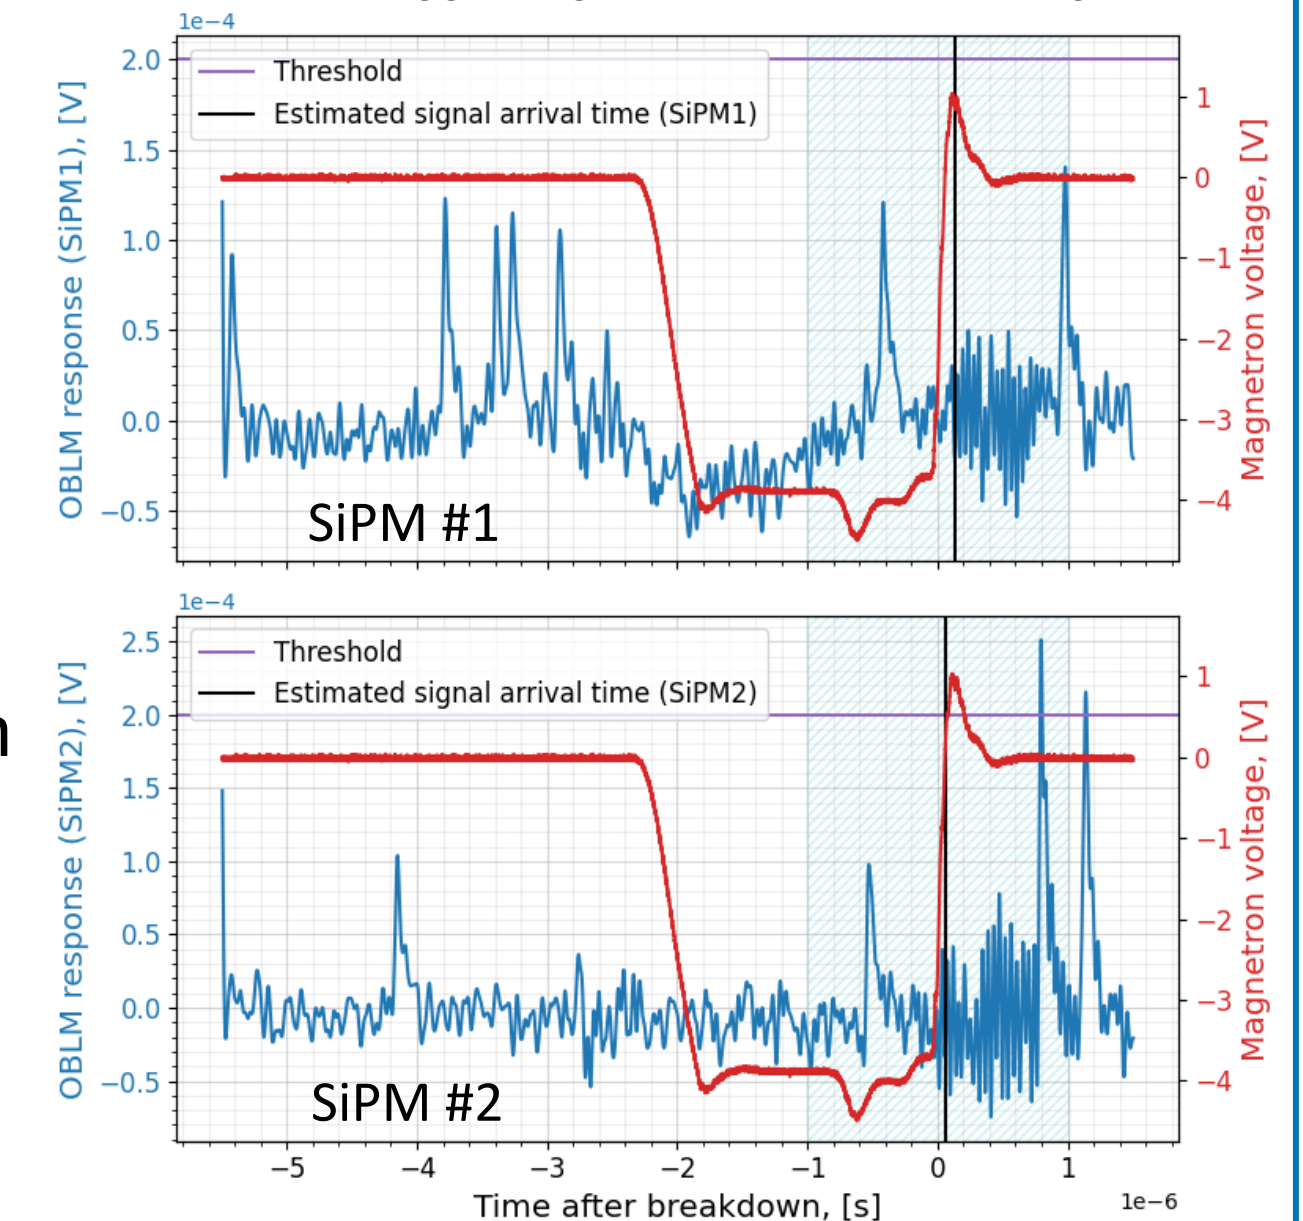 1e−4
2.0
1.5
1.0
0.5
0.0
−0.5
OBLM response (SiPM1), [V]
Threshold
Estimated signal arrival time (SiPM1)
SiPM #1
1
0
−1
−2
−3
−4
Magnetron voltage, [V]
1e−4
2.5
2.0
1.5
1.0
0.5
0.0
−0.5
OBLM response (SiPM2), [V]
Threshold
Estimated signal arrival time (SiPM2)
SiPM #2
1
0
−1
−2
−3
−4
Magnetron voltage, [V]
−5 −4 −3 −2 −1 0 1
Time after breakdown, [s]
1e−6